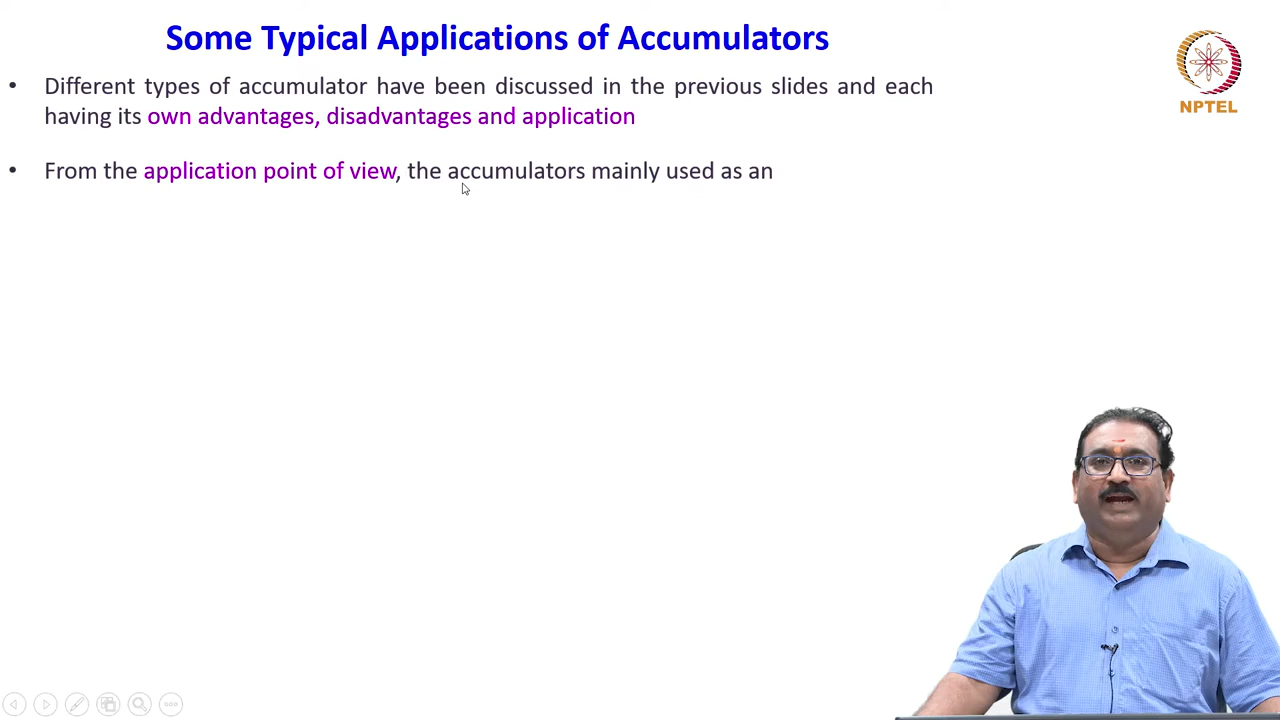 Some Typical Applications of Accumulators
NPTEL
• Different types of accumulator have been discussed in the previous slides and each
having its own advantages, disadvantages and application
• From the application point of view, the accumulators mainly used as an